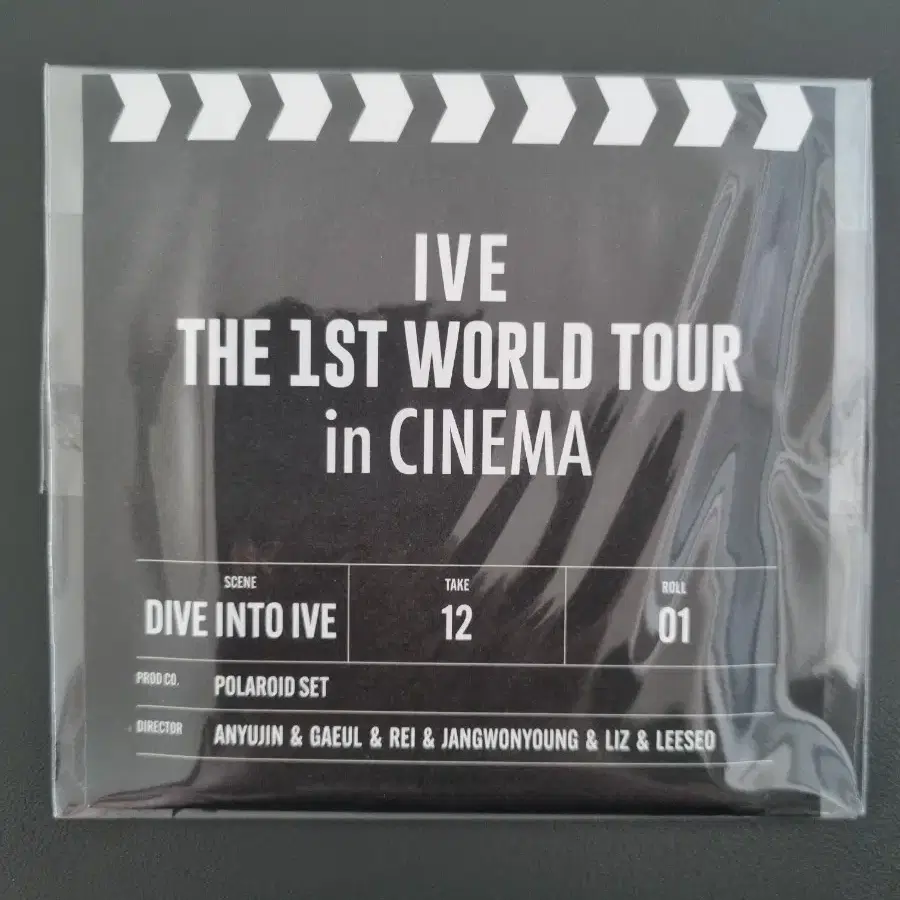 IVE
THE 1ST WORLD TOUR
in CINEMA
SCENE TAKE ROLL
DIVE INTO IVE 12 01
PROD CO. POLAROID SET
DIRECTOR ANYUJIN & GAEUL & REI & JANGWONYOUNG & LIZ & LEESEO